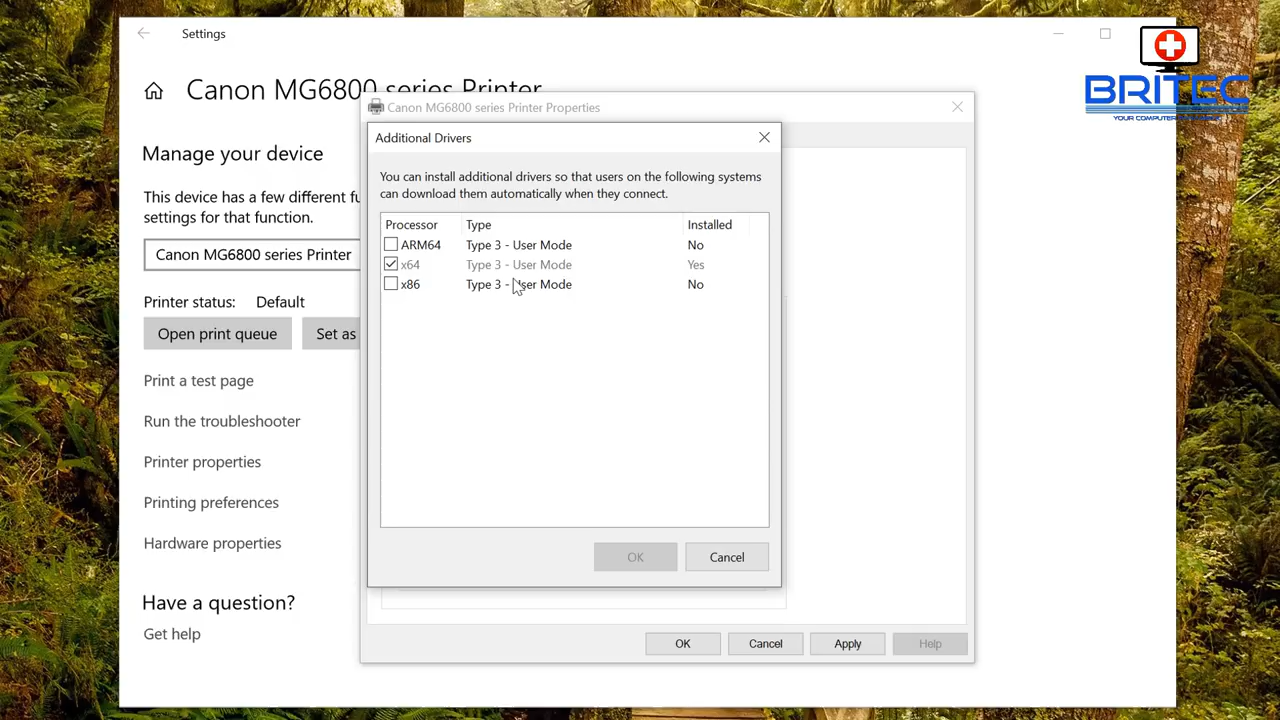 Settings
Canon MG6800 series Printer
Canon MG6800 series Printer Properties
BRITEC
Additional Drivers
Manage your device
You can install additional drivers so that users on the following systems
can download them automatically when they connect.
This device has a few different
settings for that function.
Processor Type Installed
ARM64 Type 3 - User Mode No
x64 Type 3 - User Mode Yes
x86 Type 3 - User Mode No
Canon MG6800 series Printer
Printer status: Default
Open print queue Set as
Print a test page
Run the troubleshooter
Printer properties
Printing preferences
Hardware properties
OK Cancel
Have a question?
Get help
OK Cancel Apply Help